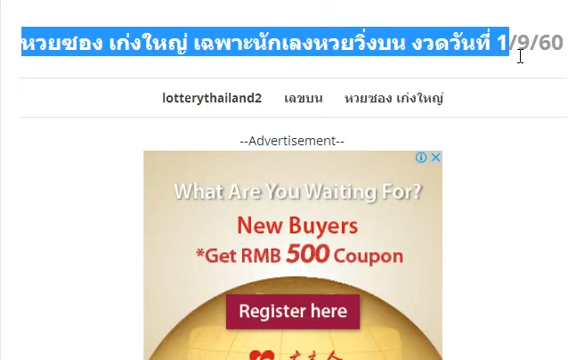 หวยซอง เก่งใหญ่ เฉพาะนักเลงหวยวิ่งบน งวดวันที่ 1/9/60
lotterythailand2 เลขบน หวยซอง เก่งใหญ่
--Advertisement--
What Are You Waiting For?
New Buyers
*Get RMB 500 Coupon
Register here